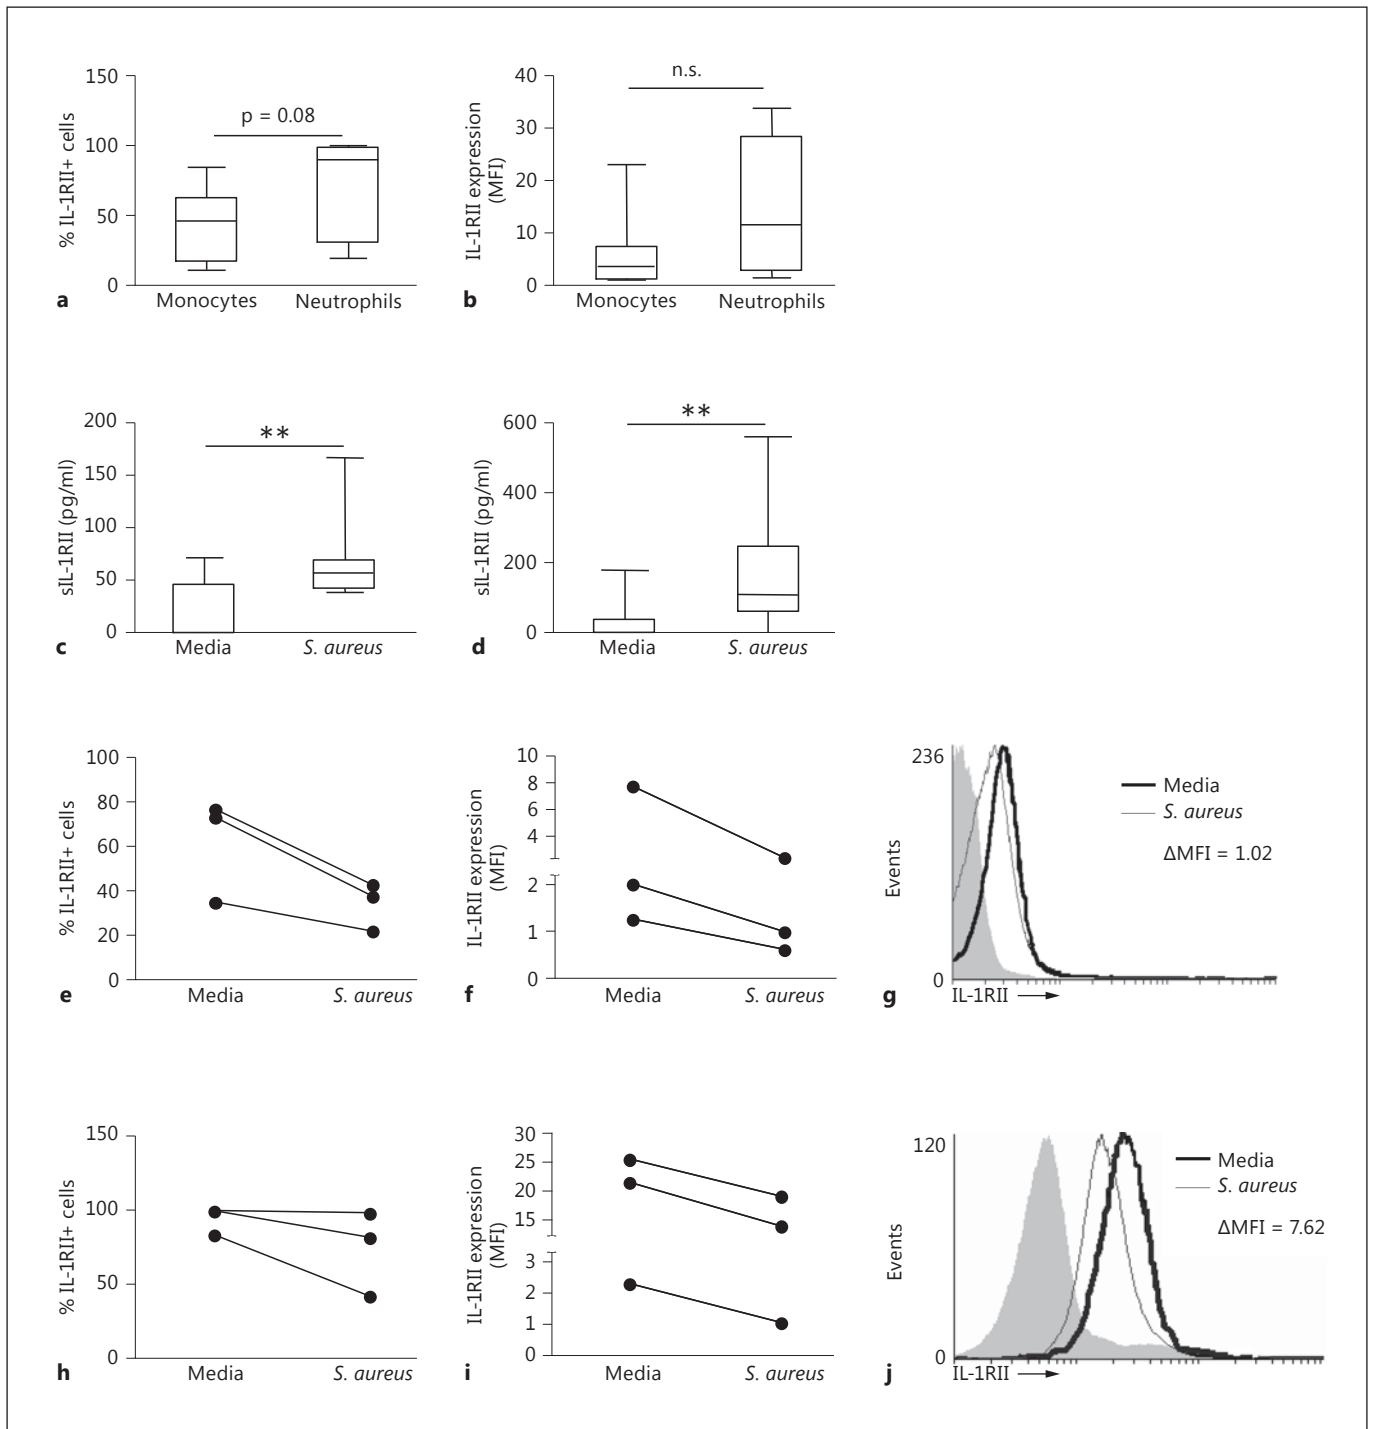 150
100
50
0
% IL-1RII+ cells
p = 0.08
Monocytes
Neutrophils
a
40
30
20
10
0
IL-1RII expression
(MFI)
n.s.
Monocytes
Neutrophils
b
200
150
100
50
0
sIL-1RII (pg/ml)
**
Media
S. aureus
c
600
400
200
0
sIL-1RII (pg/ml)
**
Media
S. aureus
d
100
80
60
40
20
0
% IL-1RII+ cells
Media
S. aureus
e
10
8
6
4
2
1
0
IL-1RII expression
(MFI)
Media
S. aureus
f
236
0
Events
Media
S. aureus
ΔMFI = 1.02
IL-1RII
g
150
100
50
0
% IL-1RII+ cells
Media
S. aureus
h
30
25
20
15
3
2
1
0
IL-1RII expression
(MFI)
Media
S. aureus
i
120
0
Events
Media
S. aureus
ΔMFI = 7.62
IL-1RII
j